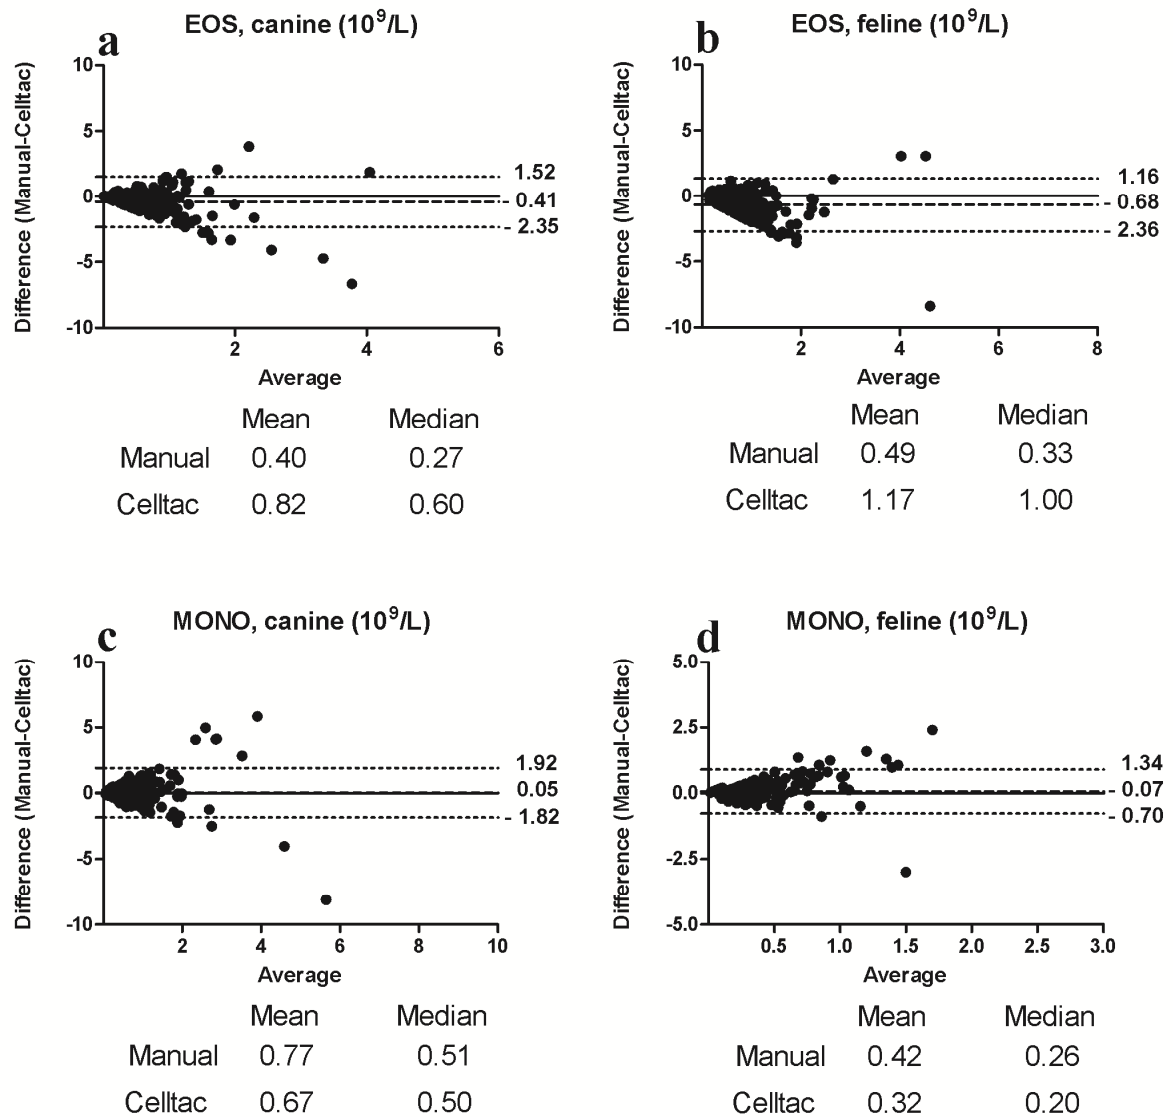 a
EOS, canine (10⁹/L)
Difference (Manual-Celltac)
10
5
0
-5
-10
1.52
- 0.41
- 2.35
2
4
6
Average
Mean Median
Manual 0.40 0.27
Celltac 0.82 0.60
b
EOS, feline (10⁹/L)
Difference (Manual-Celltac)
10
5
0
-5
-10
1.16
- 0.68
- 2.36
2
4
6
8
Average
Mean Median
Manual 0.49 0.33
Celltac 1.17 1.00
c
MONO, canine (10⁹/L)
Difference (Manual-Celltac)
10
5
0
-5
-10
1.92
0.05
- 1.82
2
4
6
8
10
Average
Mean Median
Manual 0.77 0.51
Celltac 0.67 0.50
d
MONO, feline (10⁹/L)
Difference (Manual-Celltac)
5.0
2.5
0.0
-2.5
-5.0
1.34
- 0.07
- 0.70
0.5
1.0
1.5
2.0
2.5
3.0
Average
Mean Median
Manual 0.42 0.26
Celltac 0.32 0.20